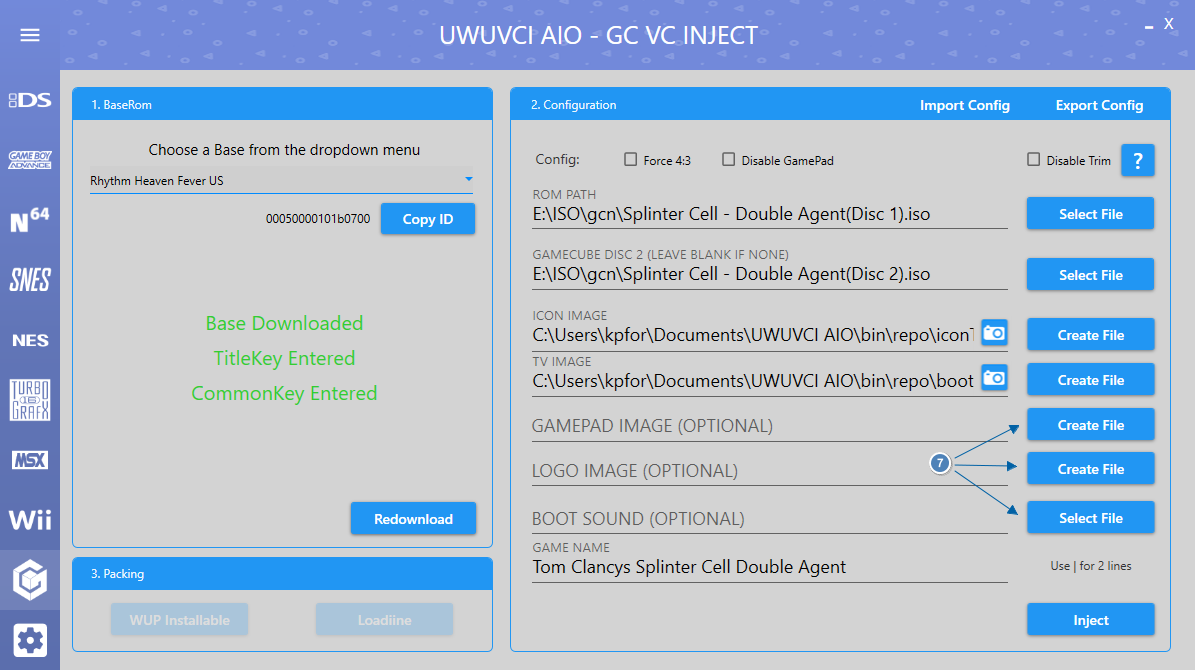 UWUVCI AIO - GC VC INJECT
X
DS
GAME BOY
ADVANCE
N64
SNES
NES
TURBO
GRAFX
MSX
Wii
1. BaseRom
Choose a Base from the dropdown menu
Rhythm Heaven Fever US
00050000101b0700
Copy ID
Base Downloaded
TitleKey Entered
CommonKey Entered
Redownload
3. Packing
WUP Installable
Loadiine
2. Configuration
Import Config
Export Config
Config:
Force 4:3
Disable GamePad
Disable Trim
?
ROM PATH
E:\ISO\gcn\Splinter Cell - Double Agent(Disc 1).iso
Select File
GAMECUBE DISC 2 (LEAVE BLANK IF NONE)
E:\ISO\gcn\Splinter Cell - Double Agent(Disc 2).iso
Select File
ICON IMAGE
C:\Users\kpfor\Documents\UWUVCI AIO\bin\repo\iconT
Create File
TV IMAGE
C:\Users\kpfor\Documents\UWUVCI AIO\bin\repo\boot
Create File
GAMEPAD IMAGE (OPTIONAL)
Create File
7
LOGO IMAGE (OPTIONAL)
Create File
BOOT SOUND (OPTIONAL)
Select File
GAME NAME
Tom Clancys Splinter Cell Double Agent
Use | for 2 lines
Inject